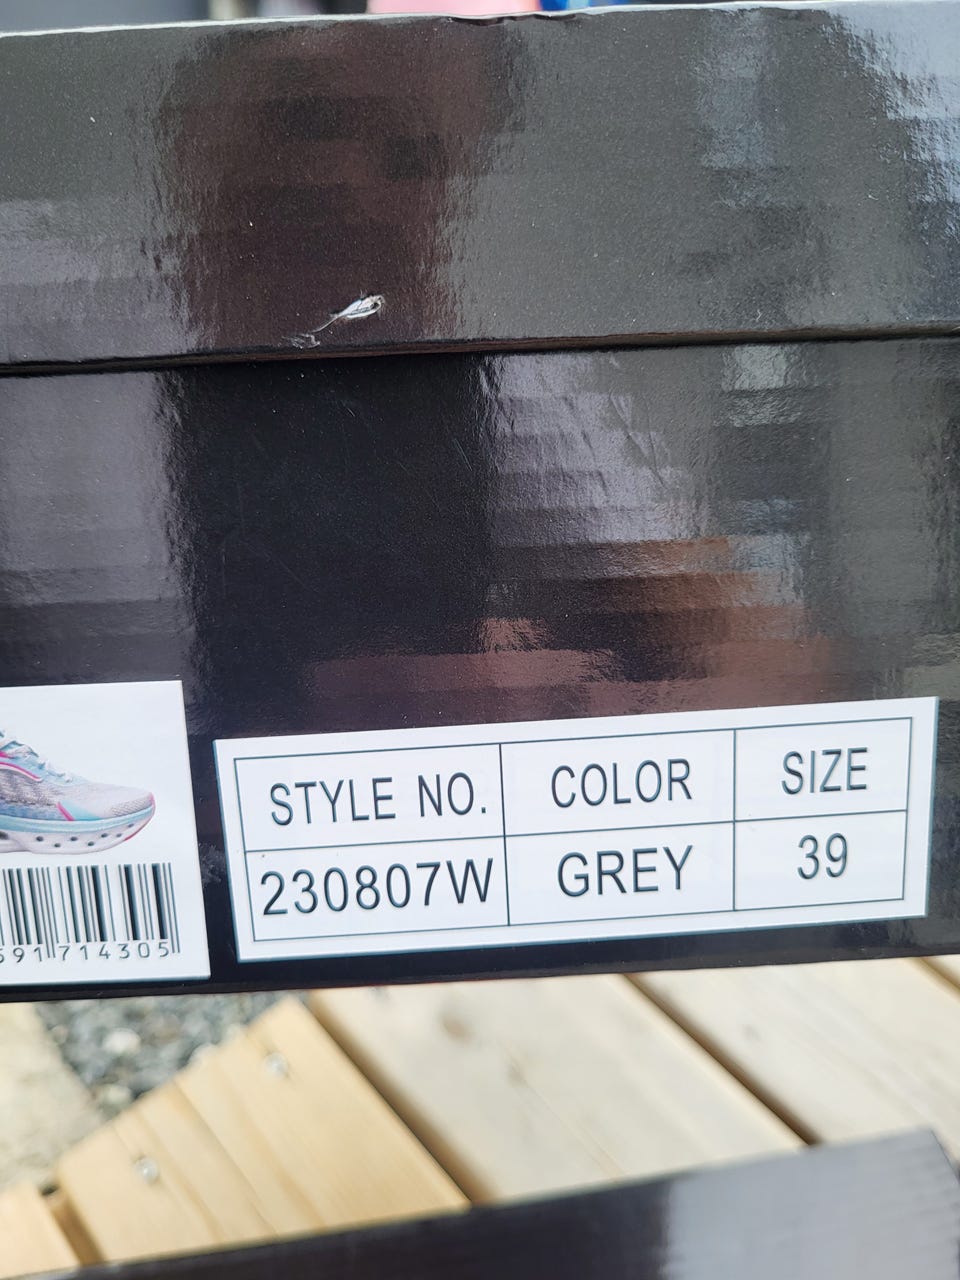 STYLE NO. COLOR SIZE
230807W GREY 39
591714305